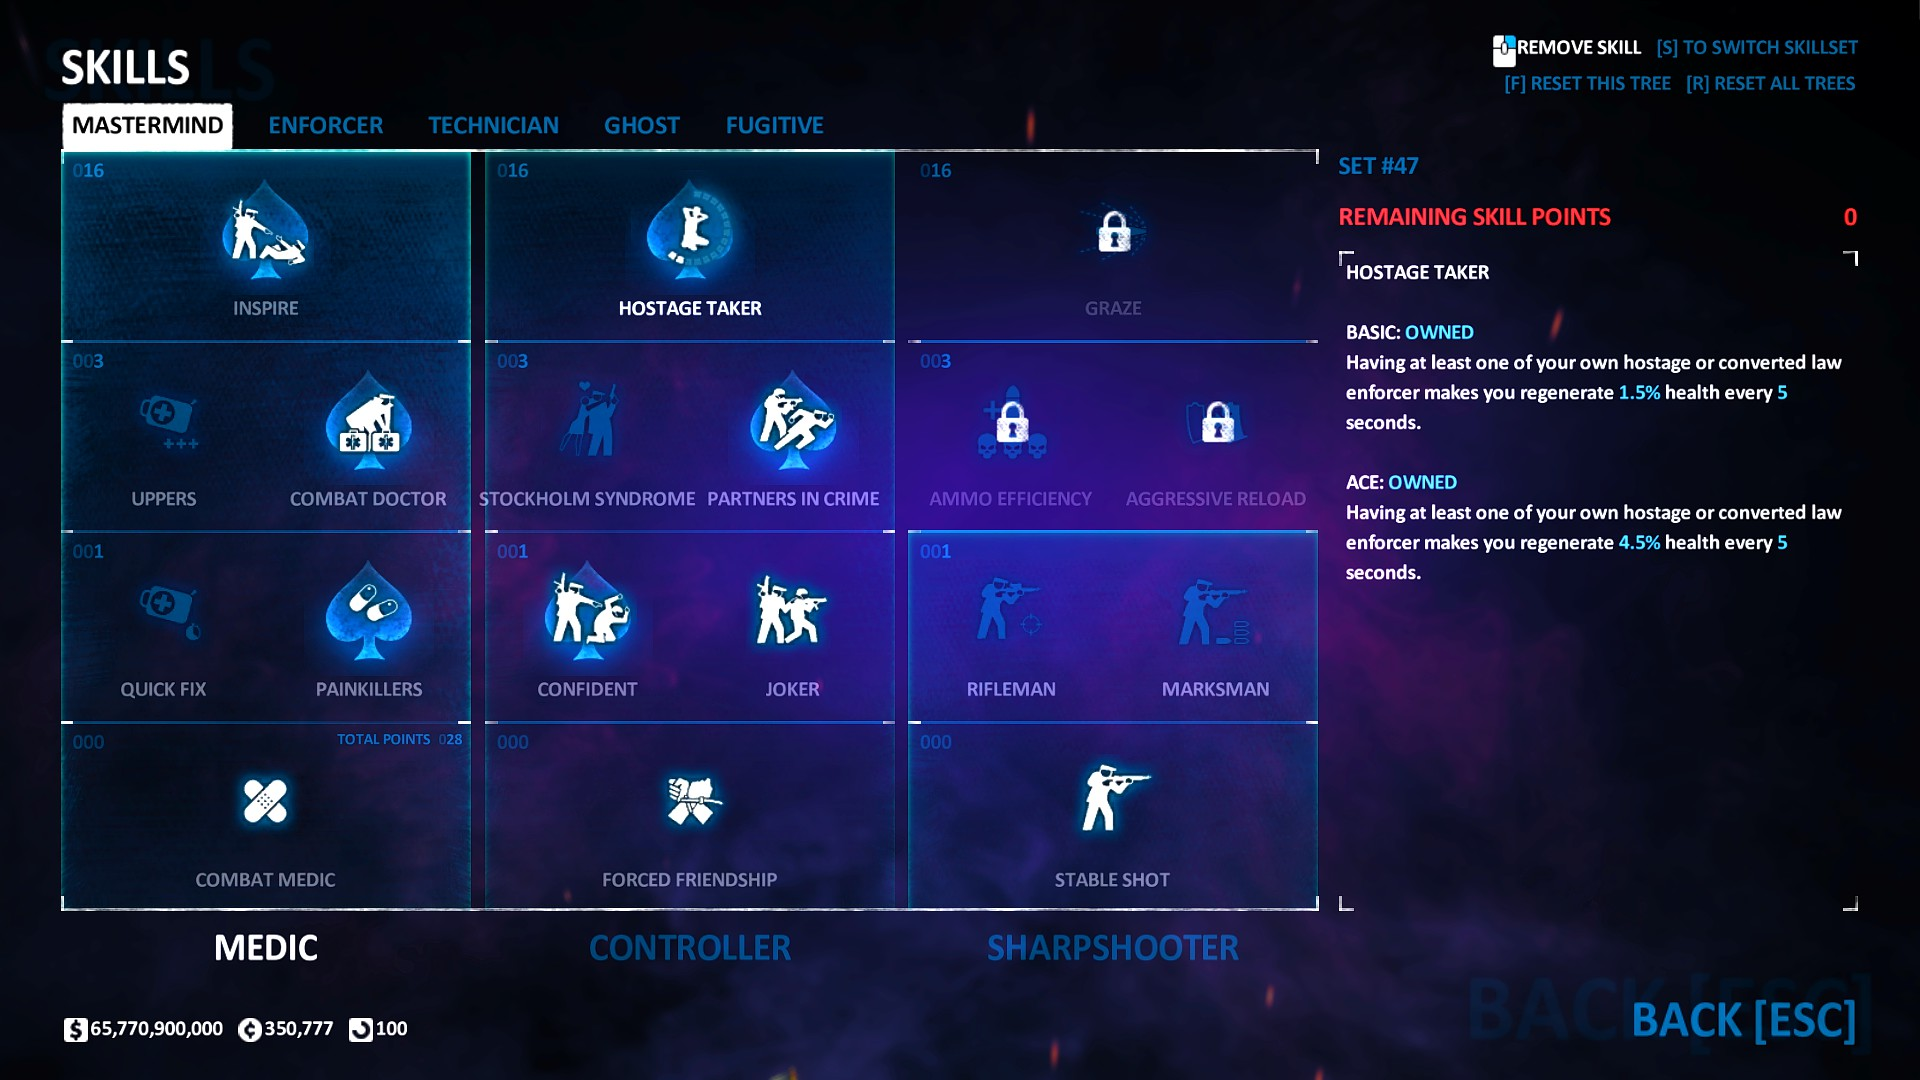 SKILLS
REMOVE SKILL [S] TO SWITCH SKILLSET
[F] RESET THIS TREE [R] RESET ALL TREES
MASTERMIND ENFORCER TECHNICIAN GHOST FUGITIVE
016 016 016
INSPIRE HOSTAGE TAKER GRAZE
003 003 003
UPPERS COMBAT DOCTOR STOCKHOLM SYNDROME PARTNERS IN CRIME AMMO EFFICIENCY AGGRESSIVE RELOAD
001 001 001
QUICK FIX PAINKILLERS CONFIDENT JOKER RIFLEMAN MARKSMAN
000 TOTAL POINTS 028 000 000
COMBAT MEDIC FORCED FRIENDSHIP STABLE SHOT
MEDIC CONTROLLER SHARPSHOOTER
SET #47
REMAINING SKILL POINTS 0
HOSTAGE TAKER
BASIC: OWNED
Having at least one of your own hostage or converted law
enforcer makes you regenerate 1.5% health every 5
seconds.
ACE: OWNED
Having at least one of your own hostage or converted law
enforcer makes you regenerate 4.5% health every 5
seconds.
65,770,900,000 350,777 100
BACK [ESC]